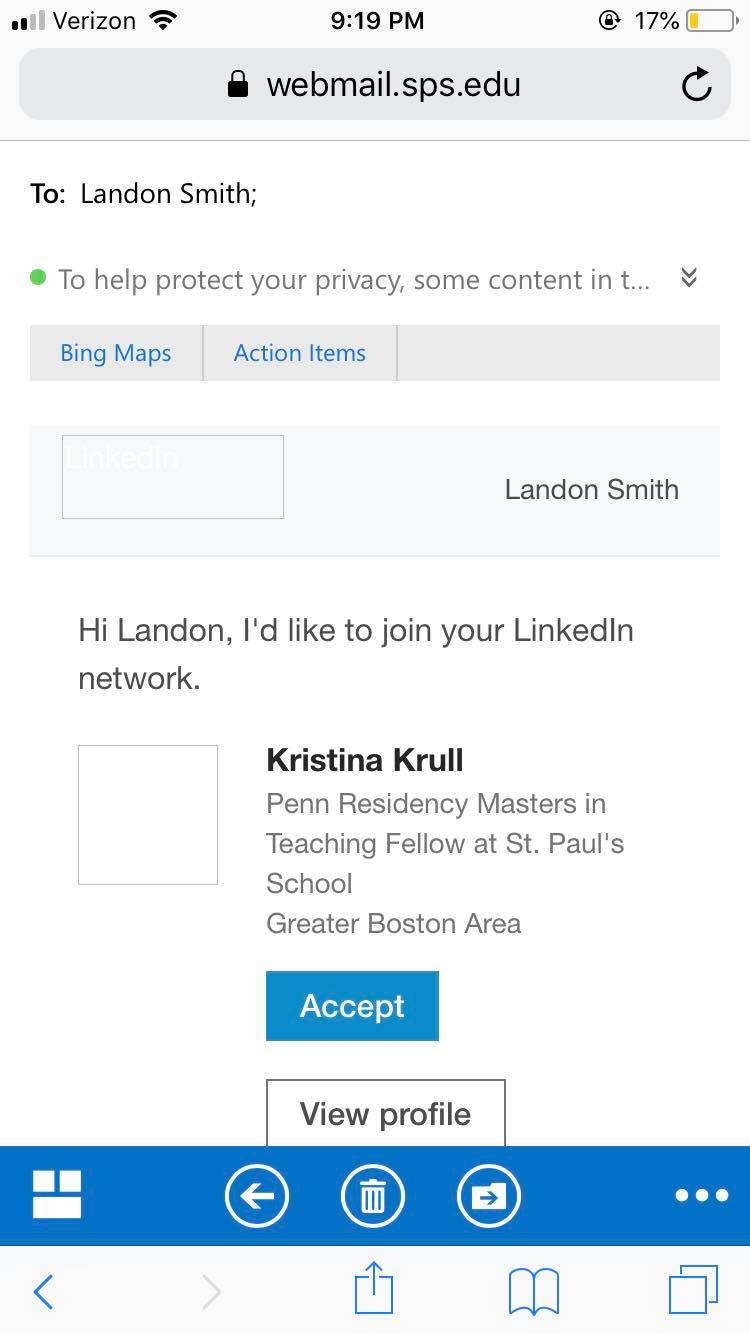 Verizon 9:19 PM 17%
webmail.sps.edu
To: Landon Smith;
To help protect your privacy, some content in t...
Bing Maps Action Items
LinkedIn
Landon Smith
Hi Landon, I'd like to join your LinkedIn
network.
Kristina Krull
Penn Residency Masters in
Teaching Fellow at St. Paul's
School
Greater Boston Area
Accept
View profile